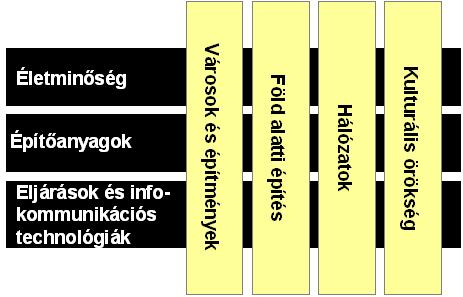 Életminőség
Építőanyagok
Eljárások és info-
kommunikációs
technológiák
Városok és építmények
Föld alatti építés
Hálózatok
Kulturális örökség